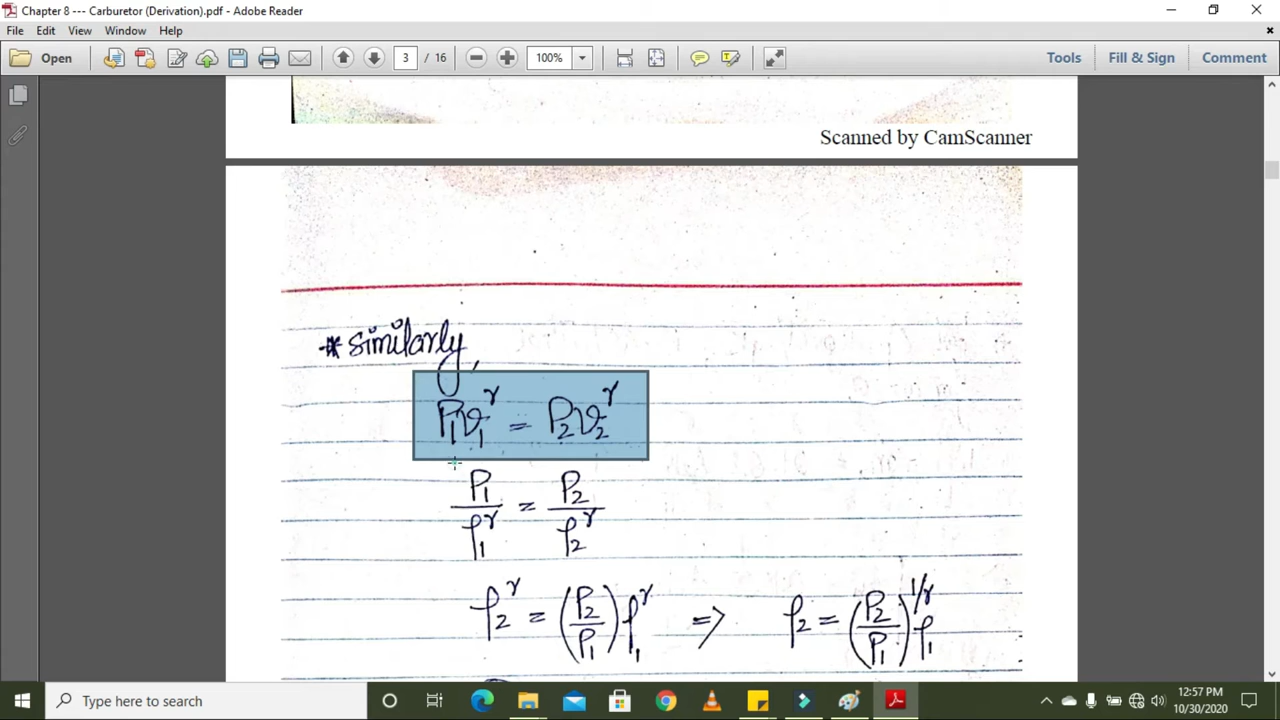 Chapter 8 --- Carburetor (Derivation).pdf - Adobe Reader
File Edit View Window Help
Open 3 / 16 100% Tools Fill & Sign Comment
Scanned by CamScanner
* Similarly,
P₁v₁^γ = P₂v₂^γ
P₁/ρ₁^γ = P₂/ρ₂^γ
ρ₂^γ = (P₂/P₁) ρ₁^γ => ρ₂ = (P₂/P₁)^1/γ ρ₁
Type here to search
12:57 PM
10/30/2020